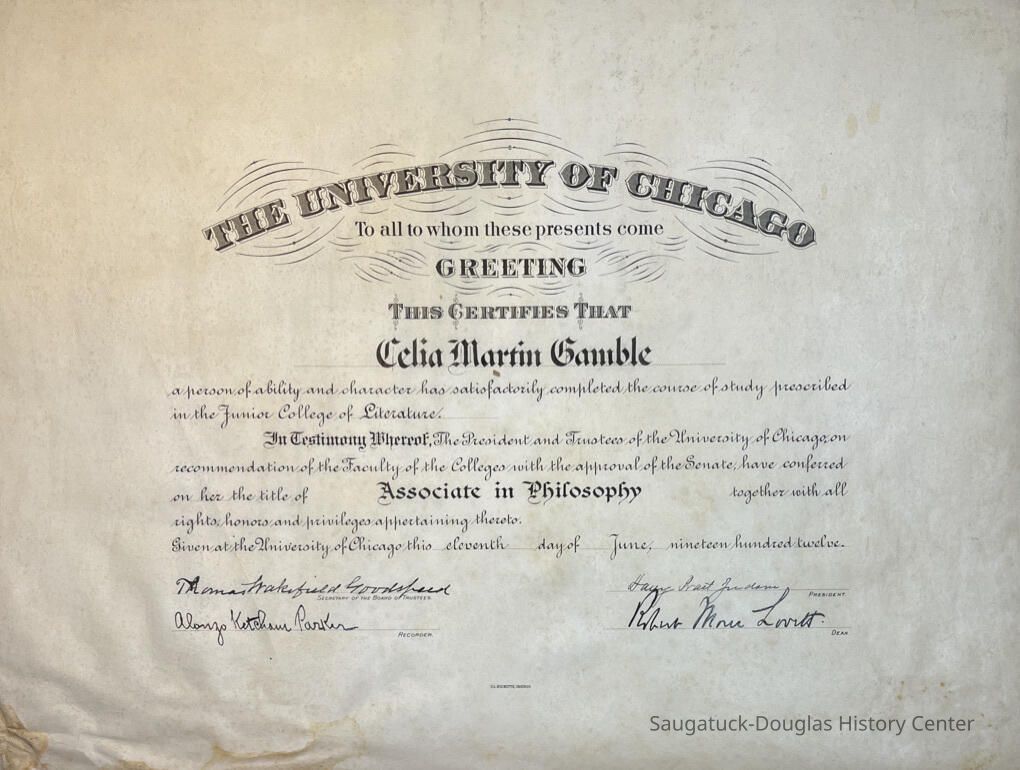 THE UNIVERSITY OF CHICAGO
To all to whom these presents come
GREETING
THIS CERTIFIES THAT
Celia Martin Gamble
a person of ability and character has satisfactorily completed the course of study prescribed
in the Junior College of Literature.
In Testimony Whereof, The President and Trustees of the University of Chicago, on
recommendation of the Faculty of the Colleges with the approval of the Senate, have conferred
on her the title of Associate in Philosophy together with all
rights, honors and privileges appertaining thereto.
Given at the University of Chicago this eleventh day of June, nineteen hundred twelve.
Thomas Wakefield Goodspeed
SECRETARY OF THE BOARD OF TRUSTEES.
Harry Pratt Judson
PRESIDENT.
Alonzo Ketcham Parker
RECORDER.
Robert Morss Lovett.
DEAN.
Saugatuck-Douglas History Center